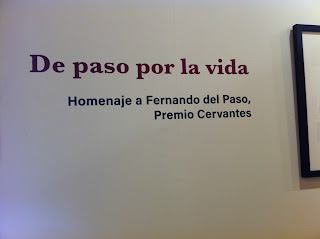 De paso por la vida
Homenaje a Fernando del Paso,
Premio Cervantes